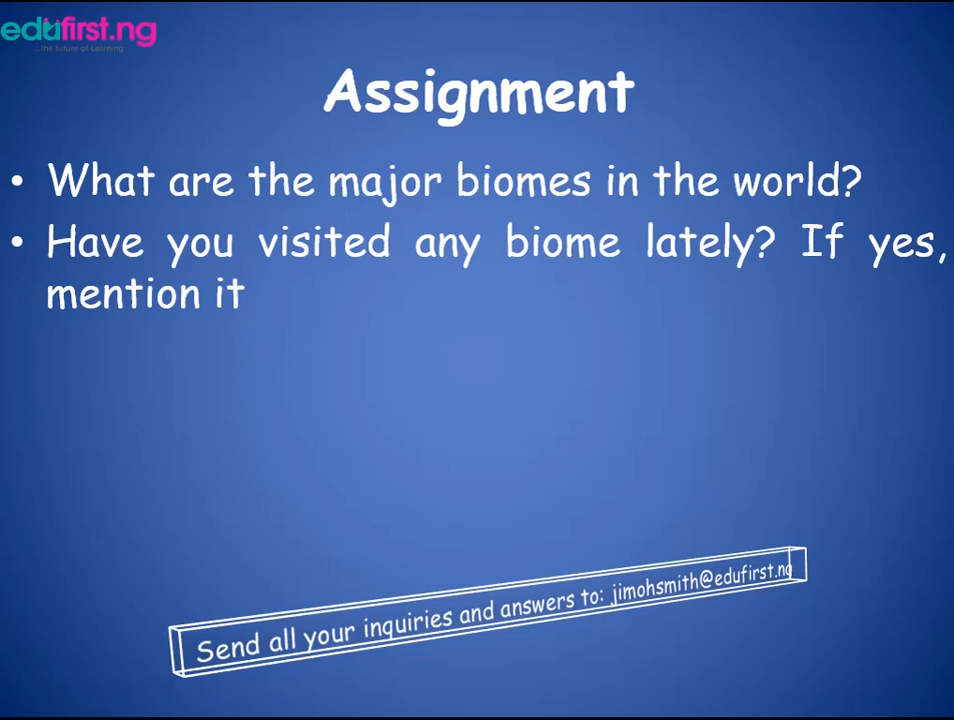 edufirst.ng
...the future of Learning
Assignment
• What are the major biomes in the world?
• Have you visited any biome lately? If yes,
mention it
Send all your inquiries and answers to: jimohsmith@edufirst.ng